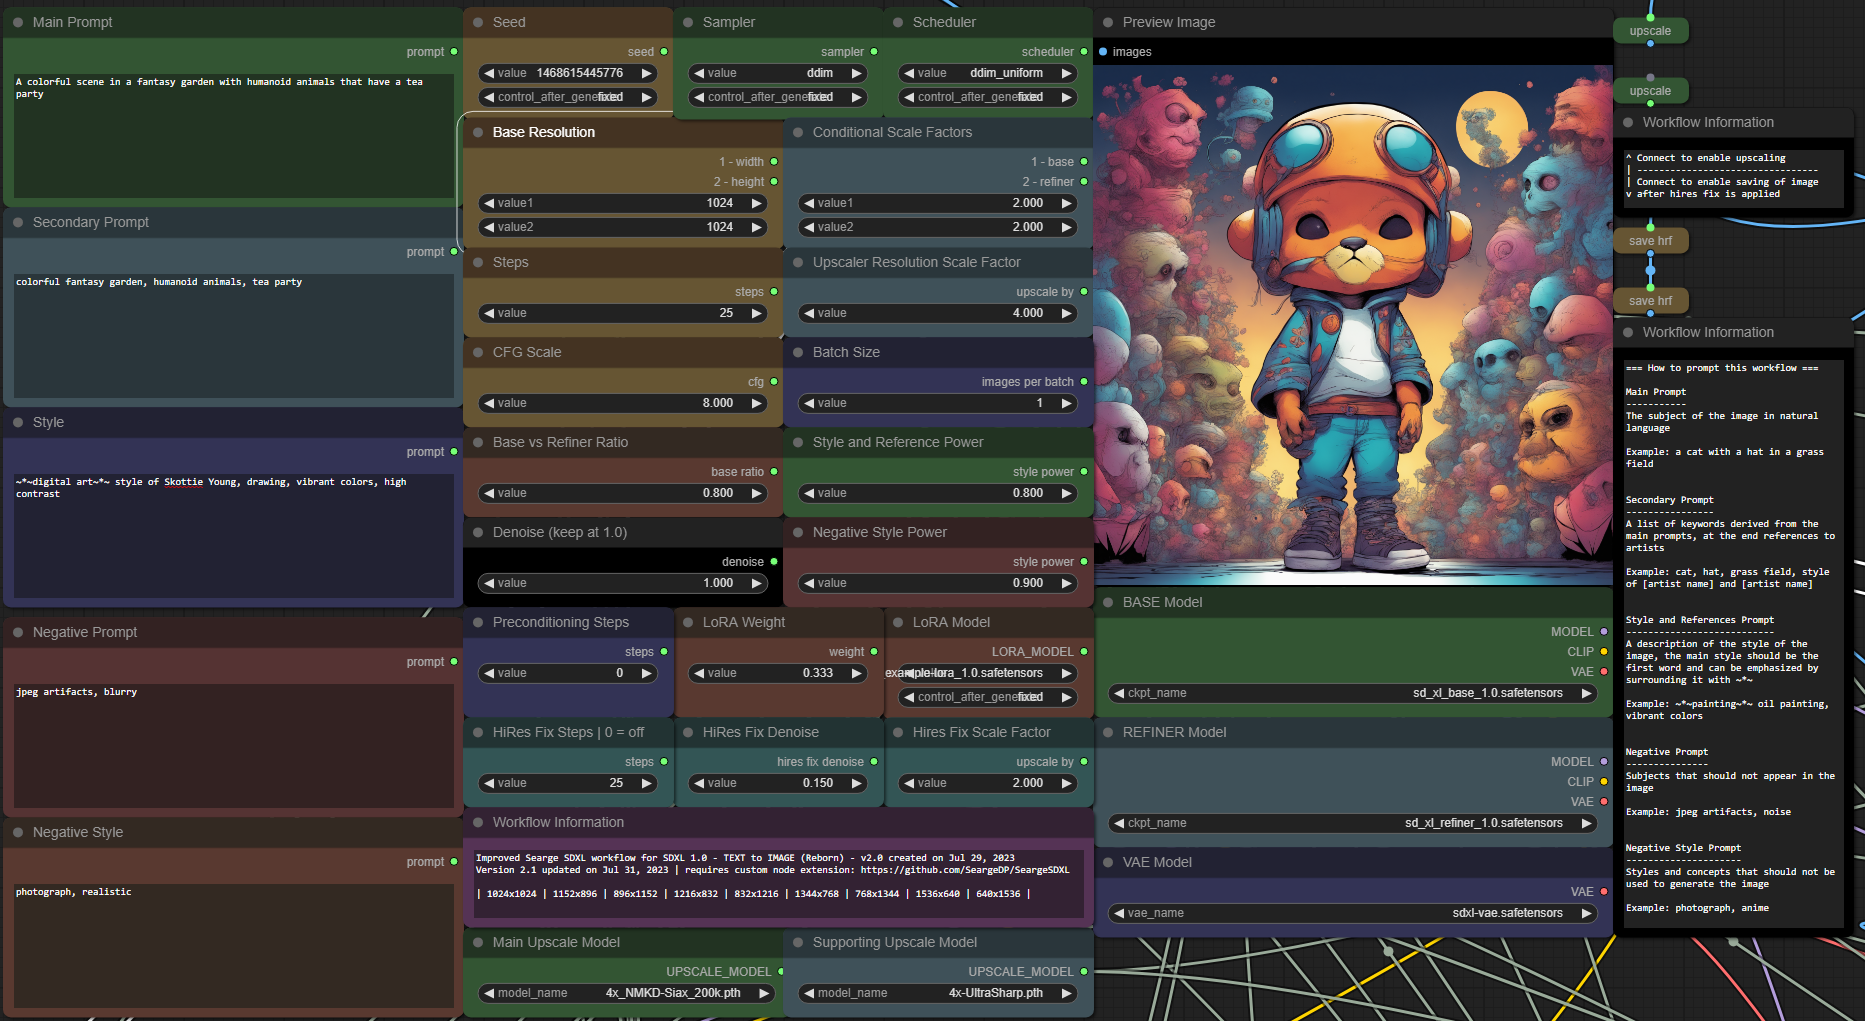 Main Prompt
prompt
A colorful scene in a fantasy garden with humanoid animals that have a tea
party
Secondary Prompt
prompt
colorful fantasy garden, humanoid animals, tea party
Style
prompt
~*~digital art~*~ style of Skottie Young, drawing, vibrant colors, high
contrast
Negative Prompt
prompt
jpeg artifacts, blurry
Negative Style
prompt
photograph, realistic
Seed
seed
value 1468615445776
control_after_gene fixed
Sampler
sampler
value ddim
control_after_gene fixed
Scheduler
scheduler
value ddim_uniform
control_after_gene fixed
Base Resolution
1 - width
2 - height
value1 1024
value2 1024
Conditional Scale Factors
1 - base
2 - refiner
value1 2.000
value2 2.000
Steps
steps
value 25
Upscaler Resolution Scale Factor
upscale by
value 4.000
CFG Scale
cfg
value 8.000
Batch Size
images per batch
value 1
Base vs Refiner Ratio
base ratio
value 0.800
Style and Reference Power
style power
value 0.800
Denoise (keep at 1.0)
denoise
value 1.000
Negative Style Power
style power
value 0.900
Preconditioning Steps
steps
value 0
LoRA Weight
weight
value 0.333
LoRA Model
LORA_MODEL
example-lora_1.0.safetensors
control_after_gene fixed
HiRes Fix Steps | 0 = off
steps
value 25
HiRes Fix Denoise
hires fix denoise
value 0.150
Hires Fix Scale Factor
upscale by
value 2.000
Workflow Information
Improved Searge SDXL workflow for SDXL 1.0 - TEXT to IMAGE (Reborn) - v2.0 created on Jul 29, 2023
Version 2.1 updated on Jul 31, 2023 | requires custom node extension: https://github.com/SeargeDP/SeargeSDXL
| 1024x1024 | 1152x896 | 896x1152 | 1216x832 | 832x1216 | 1344x768 | 768x1344 | 1536x640 | 640x1536 |
Main Upscale Model
UPSCALE_MODEL
model_name 4x_NMKD-Siax_200k.pth
Supporting Upscale Model
UPSCALE_MODEL
model_name 4x-UltraSharp.pth
Preview Image
images
BASE Model
MODEL
CLIP
VAE
ckpt_name sd_xl_base_1.0.safetensors
REFINER Model
MODEL
CLIP
VAE
ckpt_name sd_xl_refiner_1.0.safetensors
VAE Model
VAE
vae_name sdxl-vae.safetensors
upscale
upscale
Workflow Information
^ Connect to enable upscaling
| -------------------------------
| Connect to enable saving of image
v after hires fix is applied
save hrf
save hrf
Workflow Information
=== How to prompt this workflow ===
Main Prompt
-----------
The subject of the image in natural
language
Example: a cat with a hat in a grass
field
Secondary Prompt
----------------
A list of keywords derived from the
main prompts, at the end references to
artists
Example: cat, hat, grass field, style
of [artist name] and [artist name]
Style and References Prompt
---------------------------
A description of the style of the
image, the main style should be the
first word and can be emphasized by
surrounding it with ~*~
Example: ~*~painting~*~ oil painting,
vibrant colors
Negative Prompt
---------------
Subjects that should not appear in the
image
Example: jpeg artifacts, noise
Negative Style Prompt
---------------------
Styles and concepts that should not be
used to generate the image
Example: photograph, anime